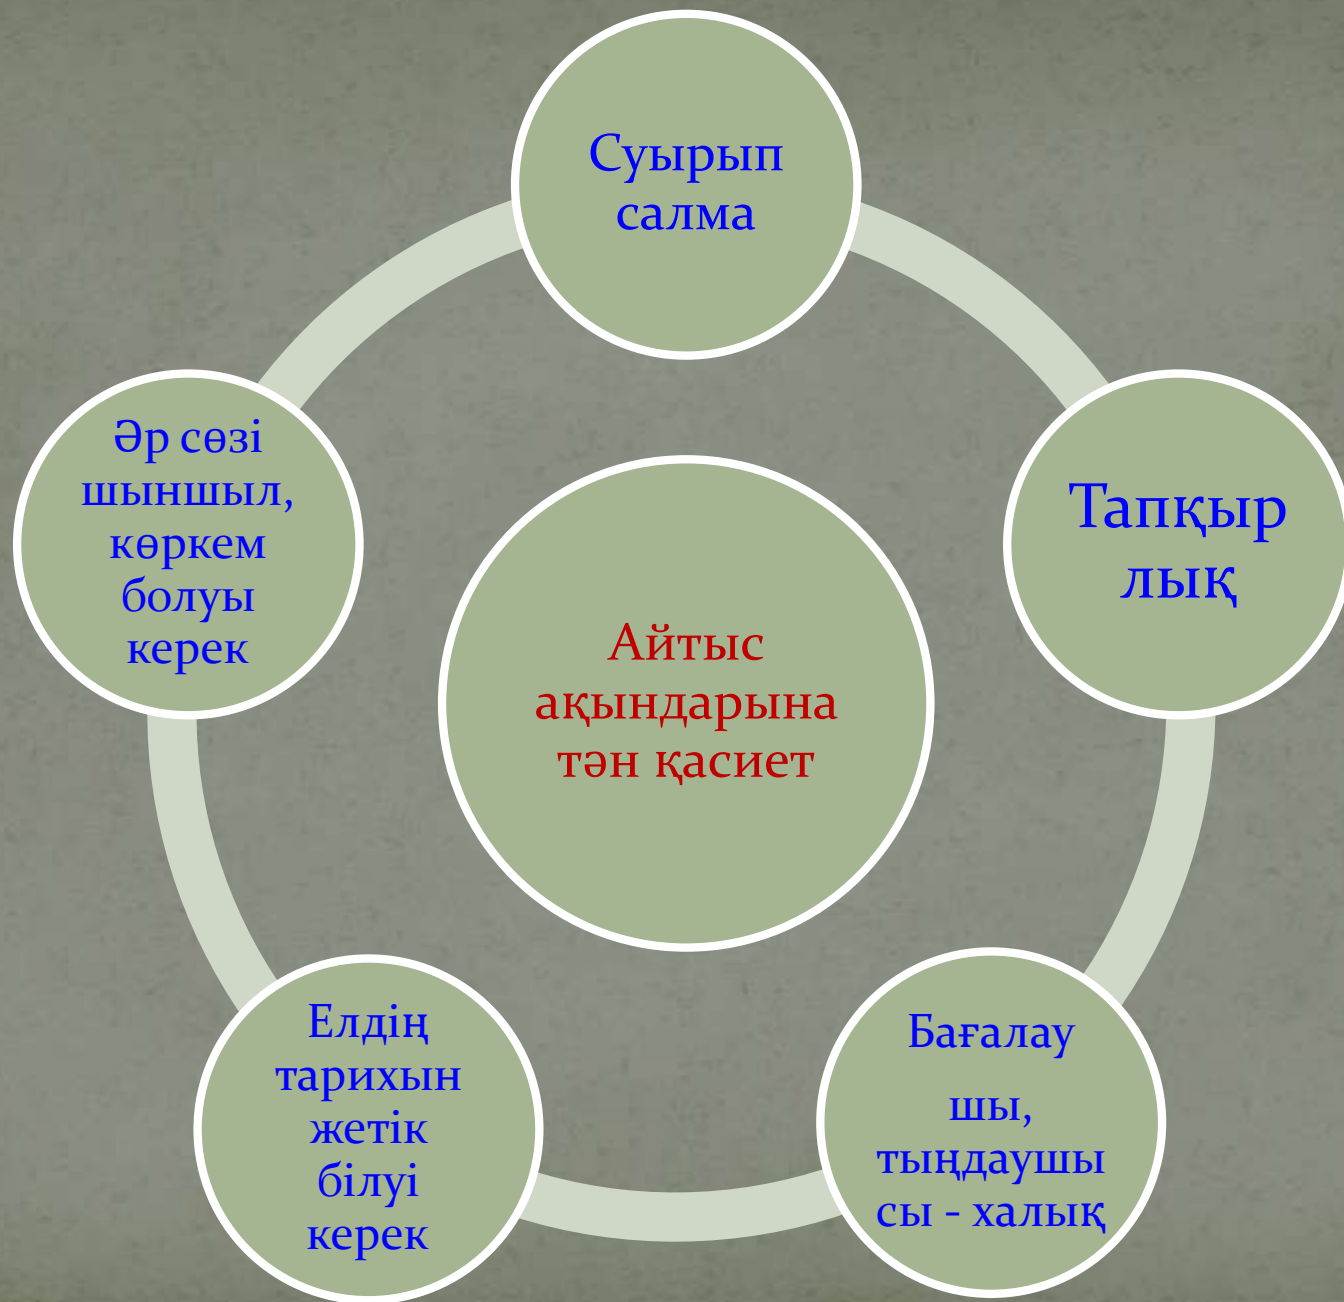 Суырып
салма
Тапқыр
лық
Бағалау
шы,
тыңдаушы
сы - халық
Елдің
тарихын
жетік
білуі
керек
Әр сөзі
шыншыл,
көркем
болуы
керек
Айтыс
ақындарына
тән қасиет